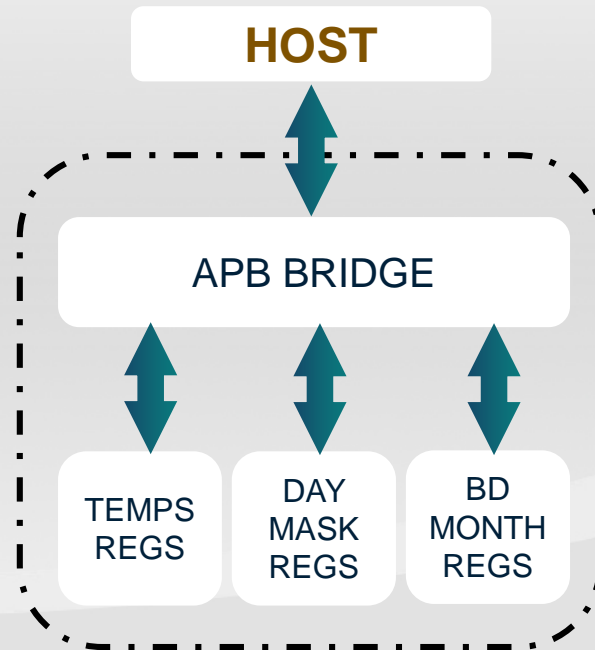 HOST
APB BRIDGE
TEMPS
REGS
DAY
MASK
REGS
BD
MONTH
REGS